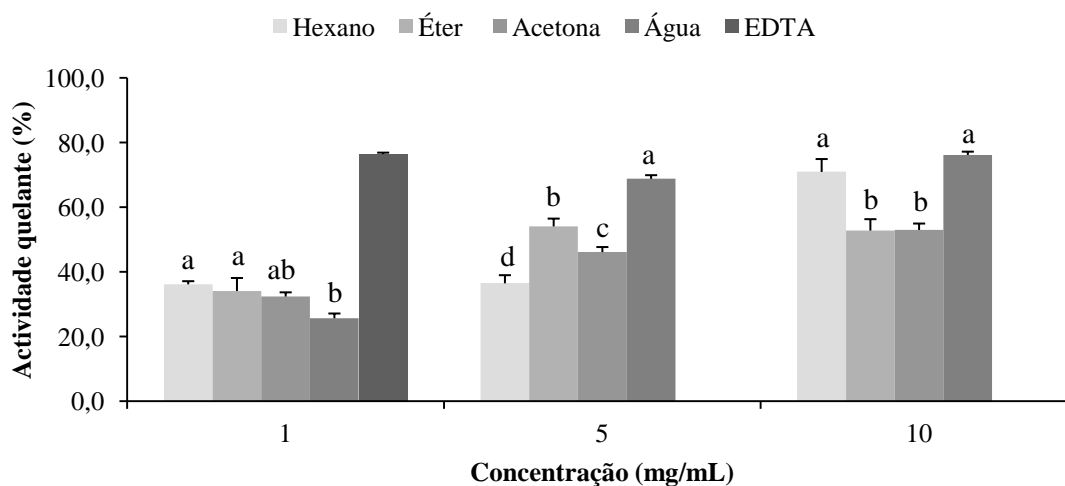 Hexano Éter Acetona Água EDTA
Actividade quelante (%)
100,0
80,0
60,0
40,0
20,0
0,0
a a ab b
d b c a
a b b a
1 5 10
Concentração (mg/mL)